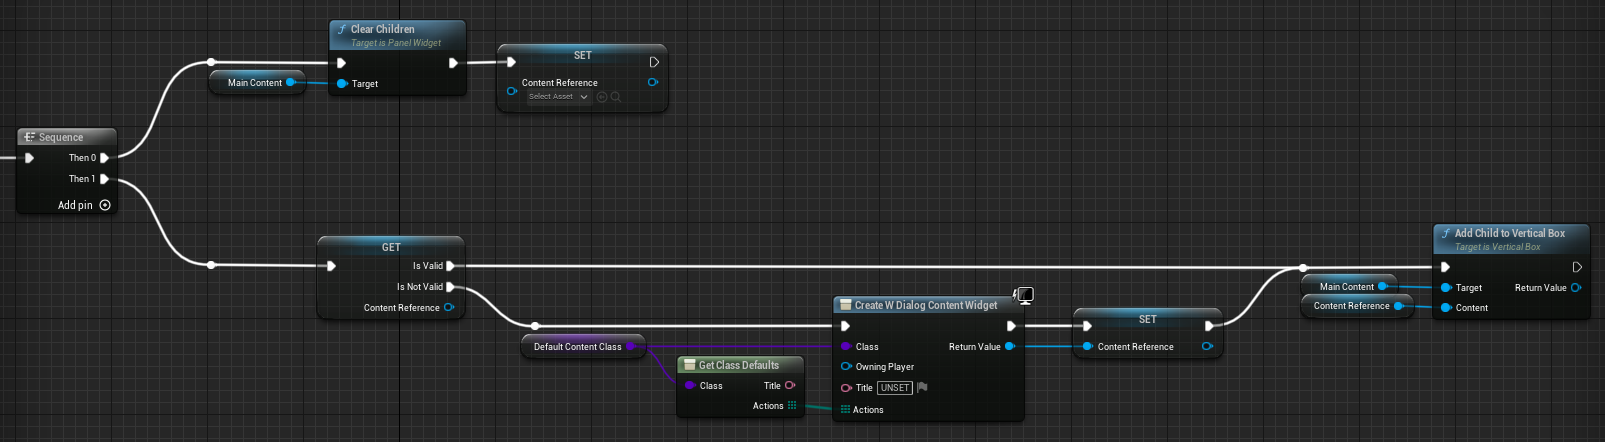 Clear Children
Target is Panel Widget
Main Content
Target
SET
Content Reference
Select Asset
Sequence
Then 0
Then 1
Add pin
GET
Is Valid
Is Not Valid
Content Reference
Default Content Class
Get Class Defaults
Class
Title
Actions
Create W Dialog Content Widget
Class
Return Value
Owning Player
Title UNSET
Actions
SET
Content Reference
Main Content
Content Reference
Add Child to Vertical Box
Target is Vertical Box
Target
Return Value
Content